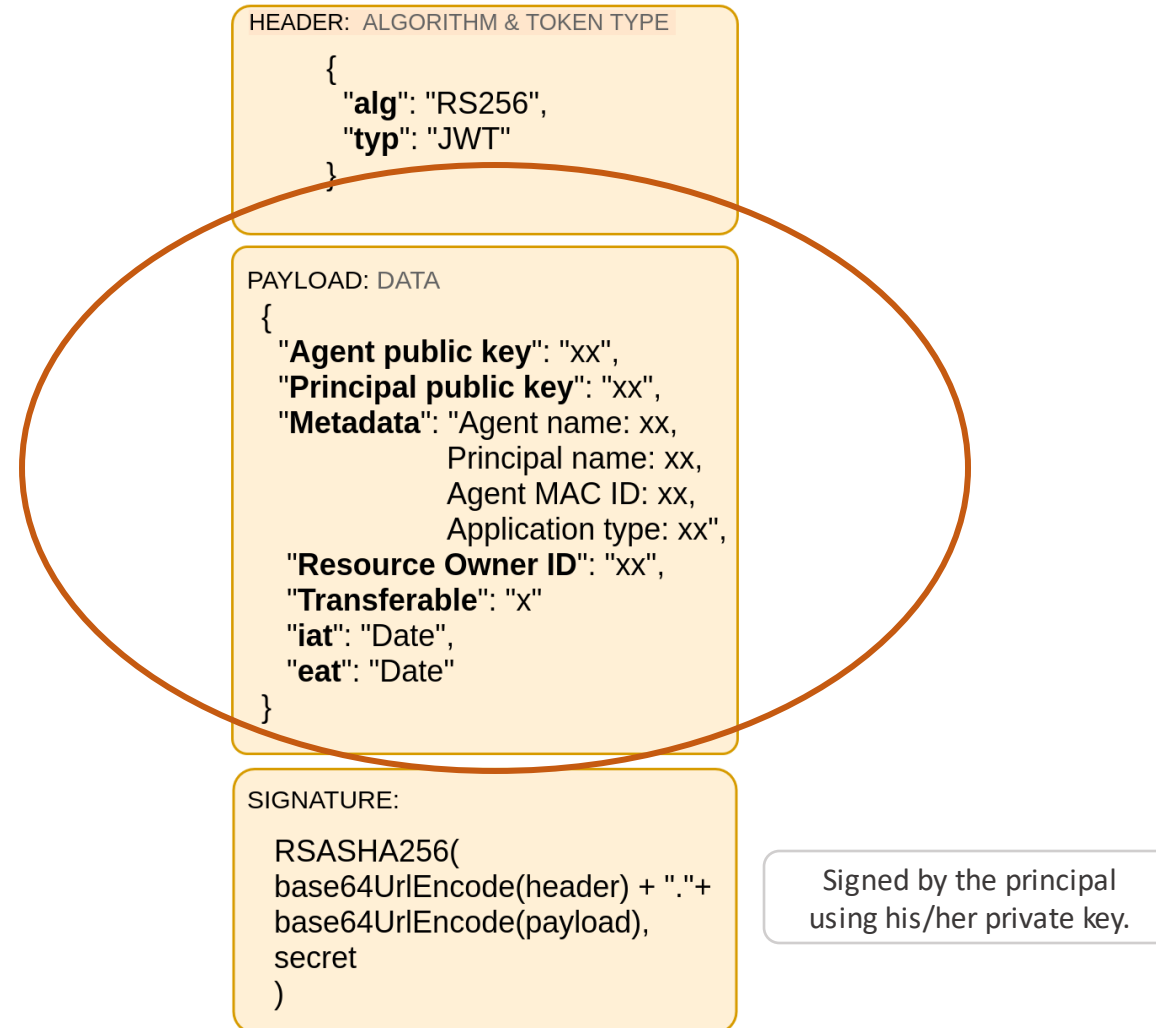 HEADER: ALGORITHM & TOKEN TYPE
{
"alg": "RS256",
"typ": "JWT"
}
PAYLOAD: DATA
{
"Agent public key": "xx",
"Principal public key": "xx",
"Metadata": "Agent name: xx,
Principal name: xx,
Agent MAC ID: xx,
Application type: xx",
"Resource Owner ID": "xx",
"Transferable": "x"
"iat": "Date",
"eat": "Date"
}
SIGNATURE:
RSASHA256(
base64UrlEncode(header) + "."+
base64UrlEncode(payload),
secret
)
Signed by the principal
using his/her private key.